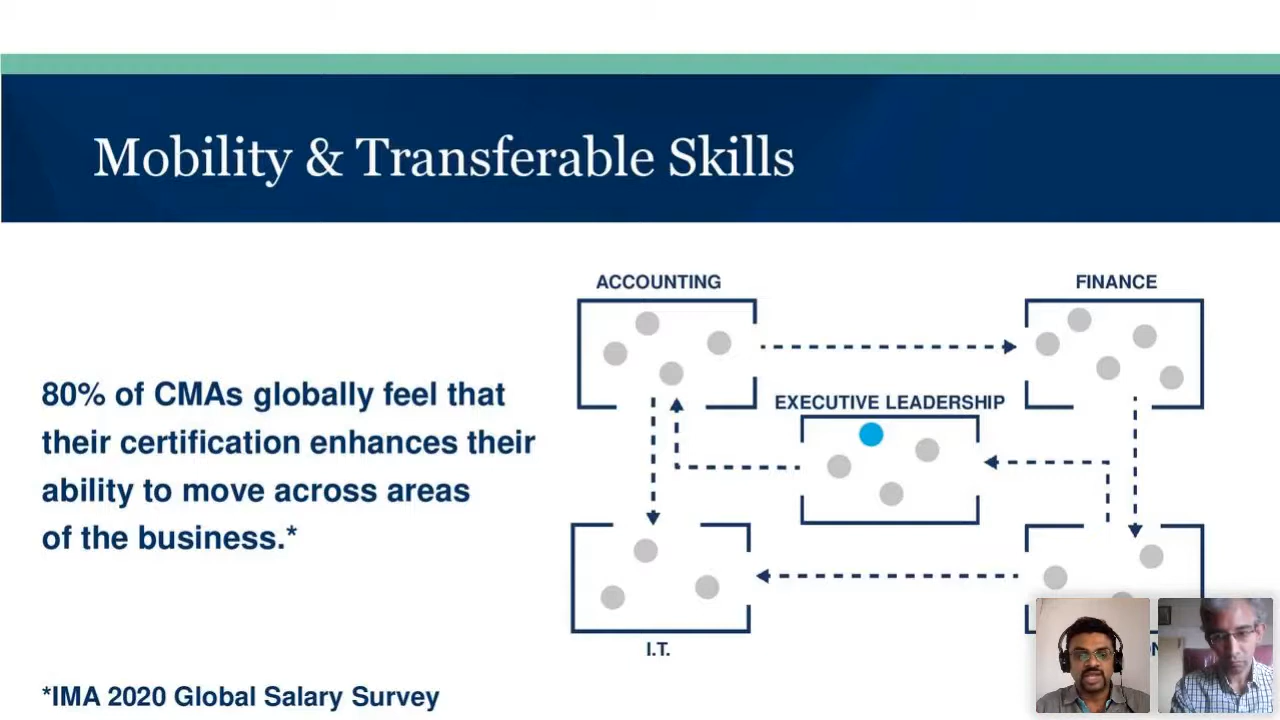 Mobility & Transferable Skills
ACCOUNTING
FINANCE
EXECUTIVE LEADERSHIP
80% of CMAs globally feel that
their certification enhances their
ability to move across areas
of the business.*
I.T.
*IMA 2020 Global Salary Survey